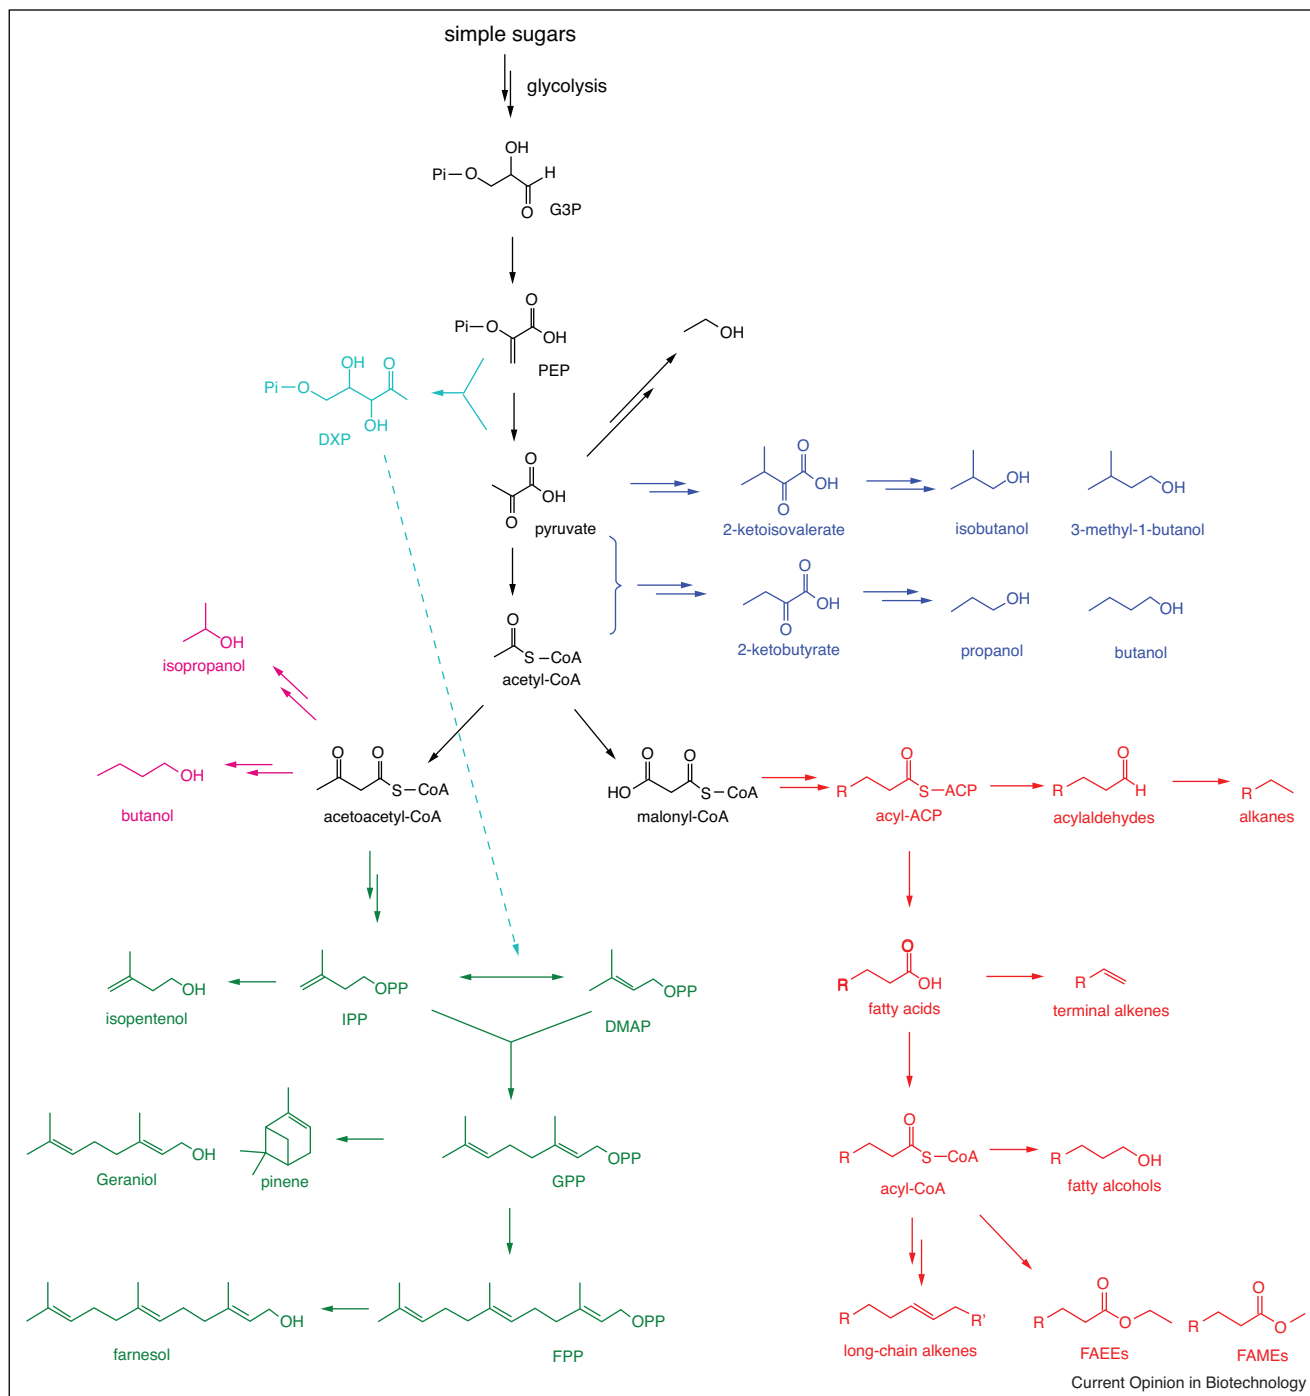 simple sugars
glycolysis
OH
Pi
O
H
O
G3P
O
Pi
O
OH
PEP
OH
OH
O
Pi
O
OH
DXP
O
OH
O
pyruvate
O
OH
O
2-ketoisovalerate
OH
isobutanol
OH
3-methyl-1-butanol
O
OH
O
2-ketobutyrate
OH
propanol
OH
butanol
O
S
CoA
acetyl-CoA
OH
isopropanol
OH
butanol
O
O
S
CoA
acetoacetyl-CoA
O
O
HO
S
CoA
malonyl-CoA
O
R
S
ACP
acyl-ACP
O
R
H
acylaldehydes
R
alkanes
OH
isopentenol
OPP
IPP
OPP
DMAP
O
R
OH
fatty acids
R
terminal alkenes
OH
Geraniol
pinene
OPP
GPP
O
R
S
CoA
acyl-CoA
R
OH
fatty alcohols
OH
farnesol
OPP
FPP
R
R'
long-chain alkenes
O
R
O
FAEEs
O
R
O
FAMEs
Current Opinion in Biotechnology